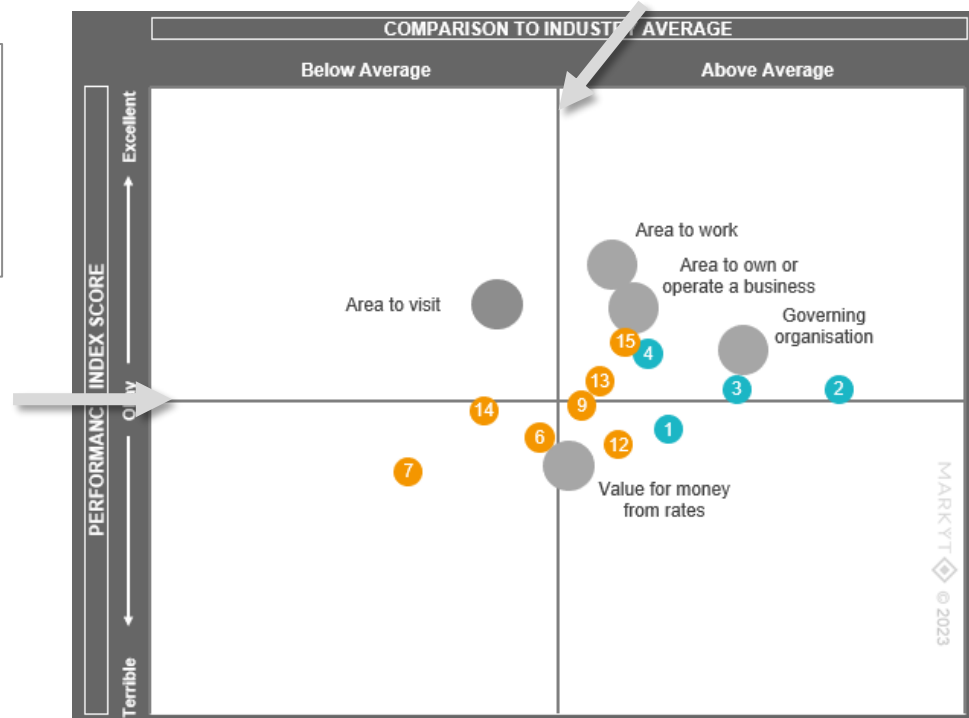 COMPARISON TO INDUSTRY AVERAGE
Below Average
Above Average
PERFORMANCE INDEX SCORE
Excellent
Okay
Terrible
Area to work
Area to own or
operate a business
Area to visit
Governing
organisation
15
4
13
3
2
9
14
1
6
12
7
Value for money
from rates
MARKYT © 2023